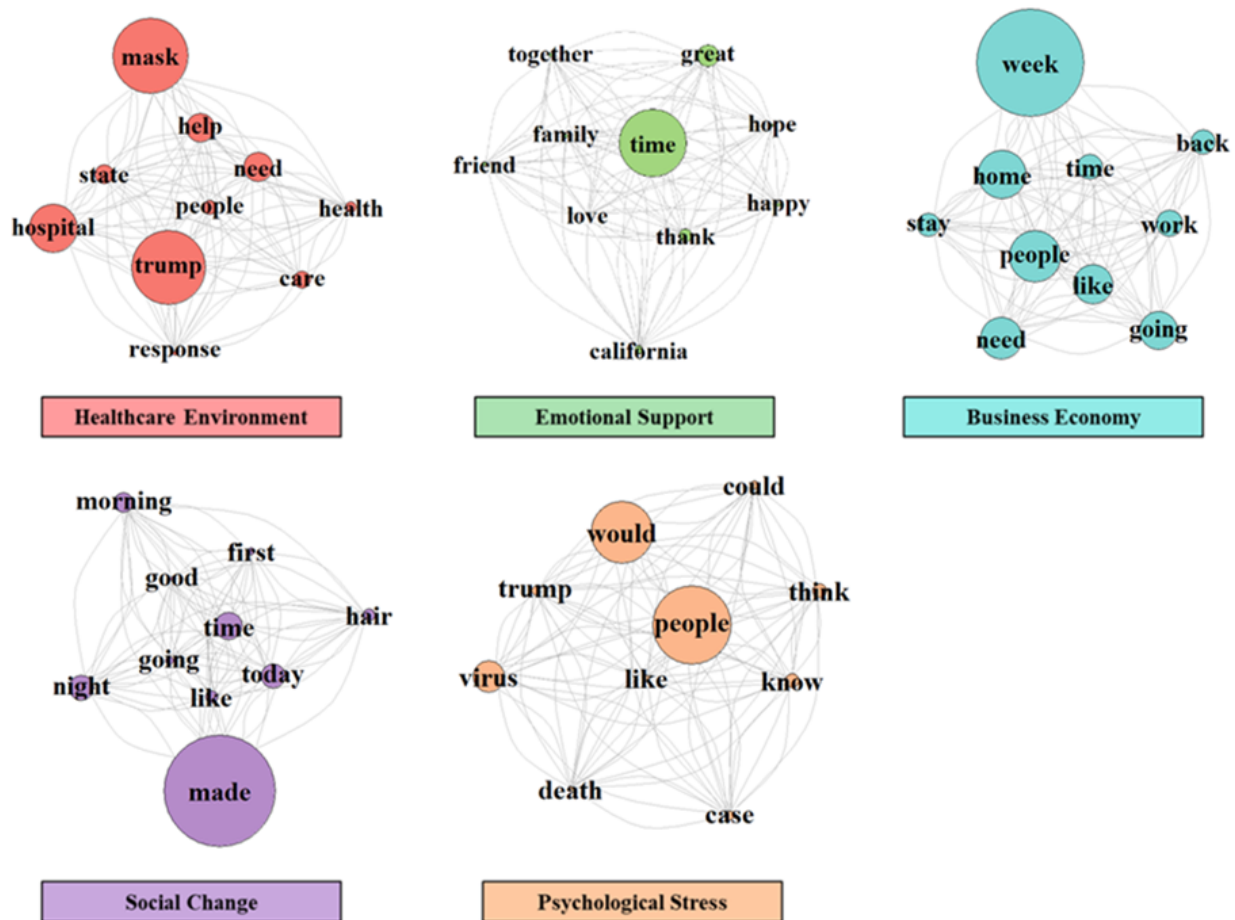 mask
help
state
need
people
health
hospital
trump
care
response
Healthcare Environment
together
great
hope
family
time
friend
love
happy
thank
california
Emotional Support
week
back
home
time
stay
work
people
like
need
going
Business Economy
morning
first
good
hair
time
going
today
night
like
made
Social Change
could
would
trump
think
people
virus
like
know
death
case
Psychological Stress